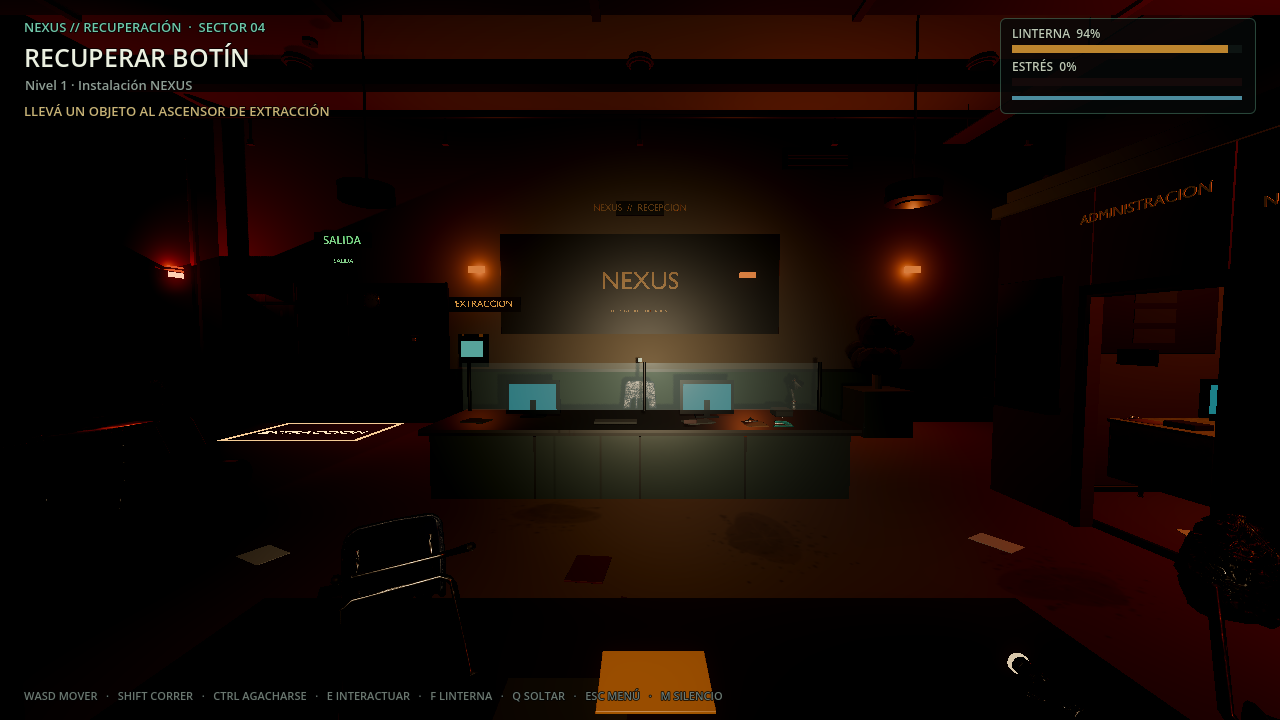 NEXUS // RECUPERACIÓN · SECTOR 04
RECUPERAR BOTÍN
Nivel 1 · Instalación NEXUS
LLEVÁ UN OBJETO AL ASCENSOR DE EXTRACCIÓN
LINTERNA 94%
ESTRÉS 0%
NEXUS // RECEPCION
ADMINISTRACION
SALIDA
SALIDA
NEXUS
EXTRACCION
WASD MOVER · SHIFT CORRER · CTRL AGACHARSE · E INTERACTUAR · F LINTERNA · Q SOLTAR · ESC MENÚ · M SILENCIO